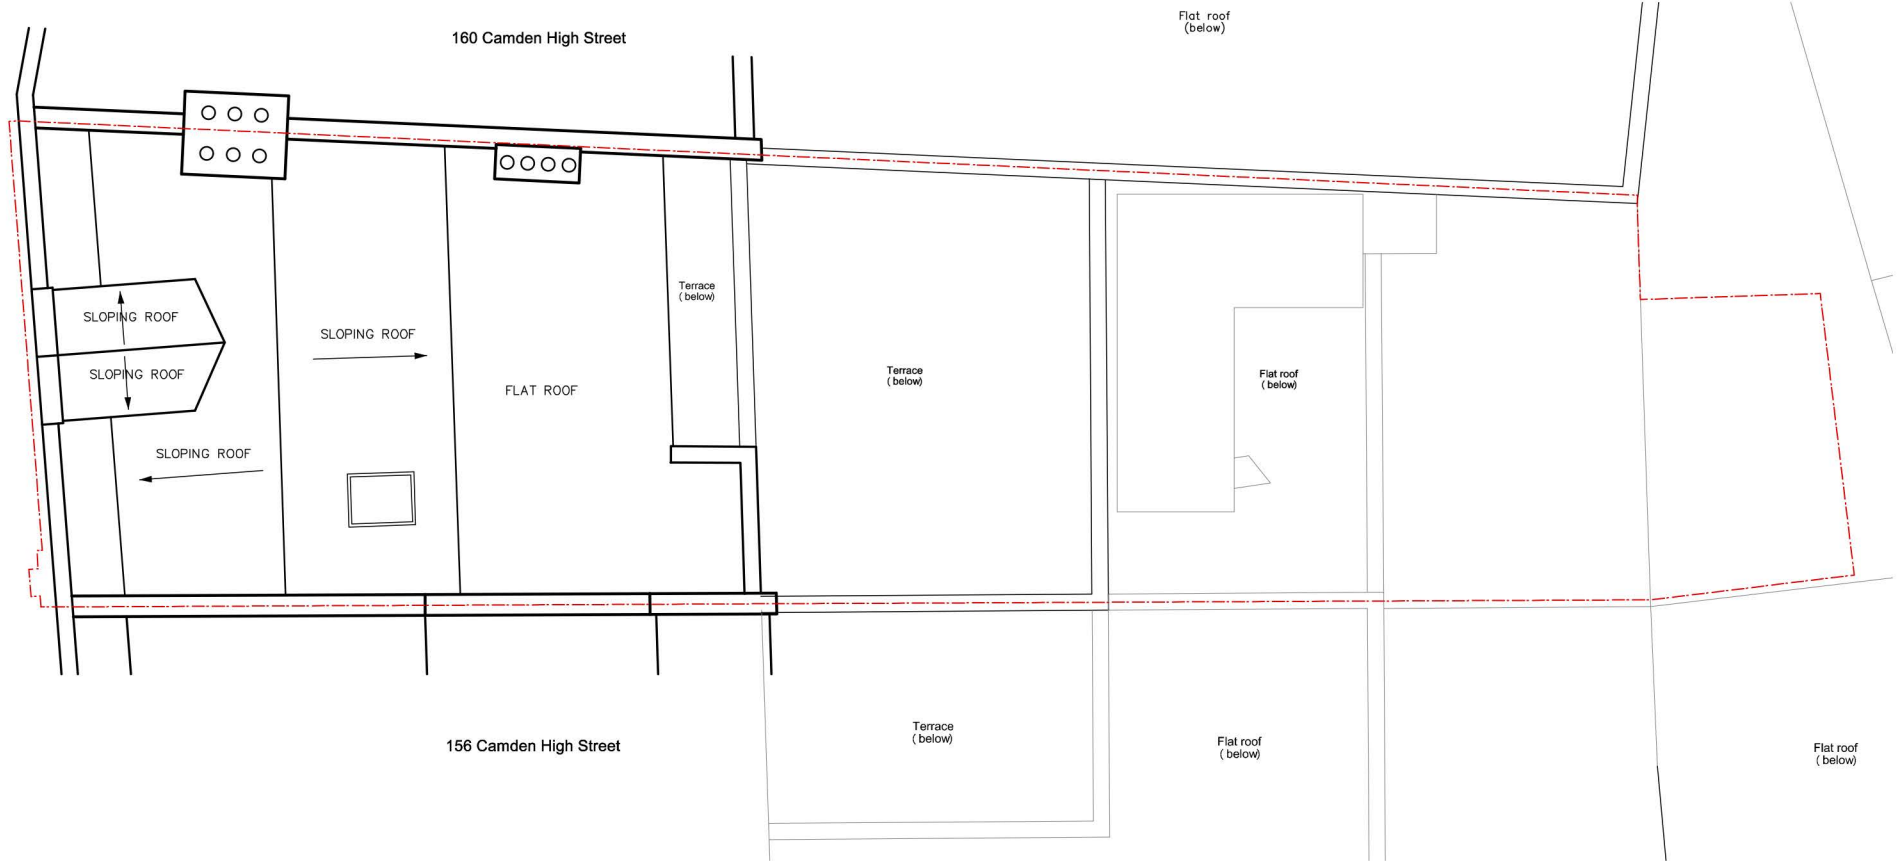 Flat roof
(below)
160 Camden High Street
SLOPING ROOF
SLOPING ROOF
SLOPING ROOF
SLOPING ROOF
FLAT ROOF
Terrace
( below)
Terrace
( below)
Flat roof
( below)
156 Camden High Street
Terrace
( below)
Flat roof
( below)
Flat roof
( below)